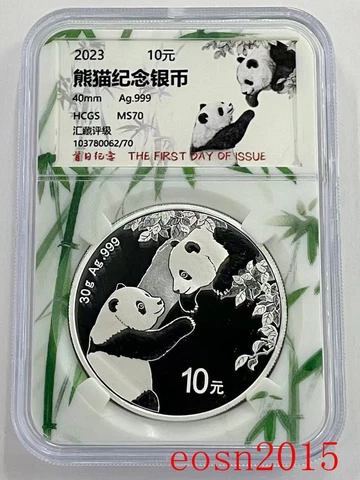 2023 10元
熊猫纪念银币
40mm Ag.999
HCGS MS70
汇藏评级
103780062/70
首日纪念 THE FIRST DAY OF ISSUE
30g Ag.999
10元
eosn2015